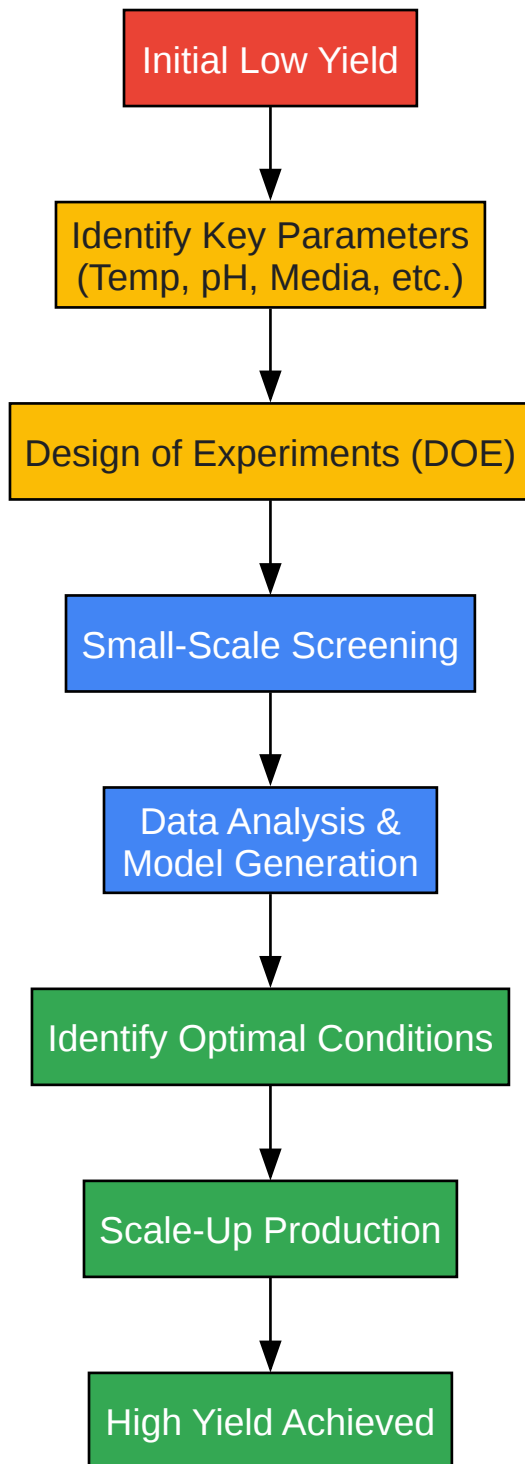 Initial Low Yield
Identify Key Parameters
(Temp, pH, Media, etc.)
Design of Experiments (DOE)
Small-Scale Screening
Data Analysis &
Model Generation
Identify Optimal Conditions
Scale-Up Production
High Yield Achieved